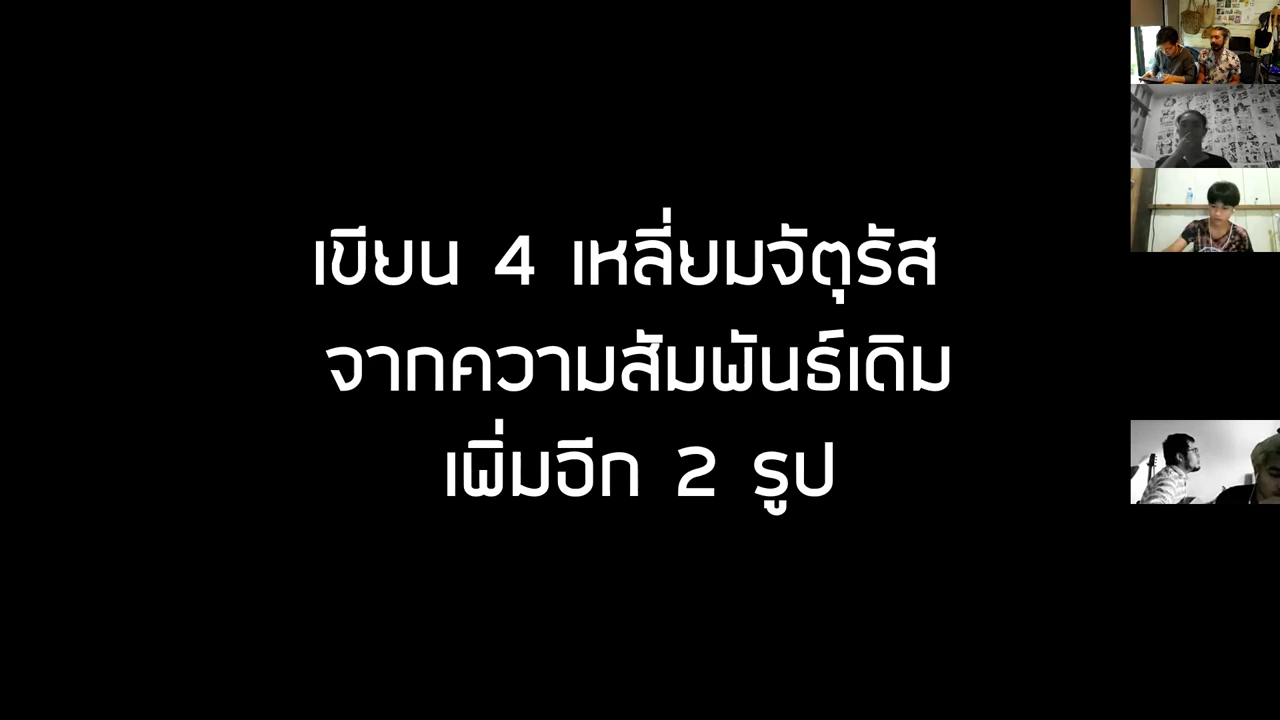 เขียน 4 เหลี่ยมจัตุรัส
จากความสัมพันธ์เดิม
เพิ่มอีก 2 รูป